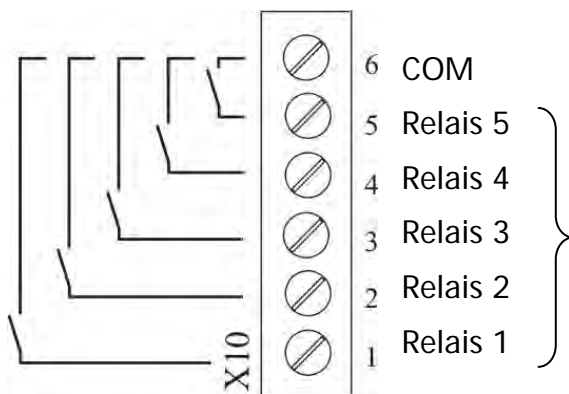 6 COM
5 Relais 5
4 Relais 4
3 Relais 3
2 Relais 2
1 Relais 1
X10